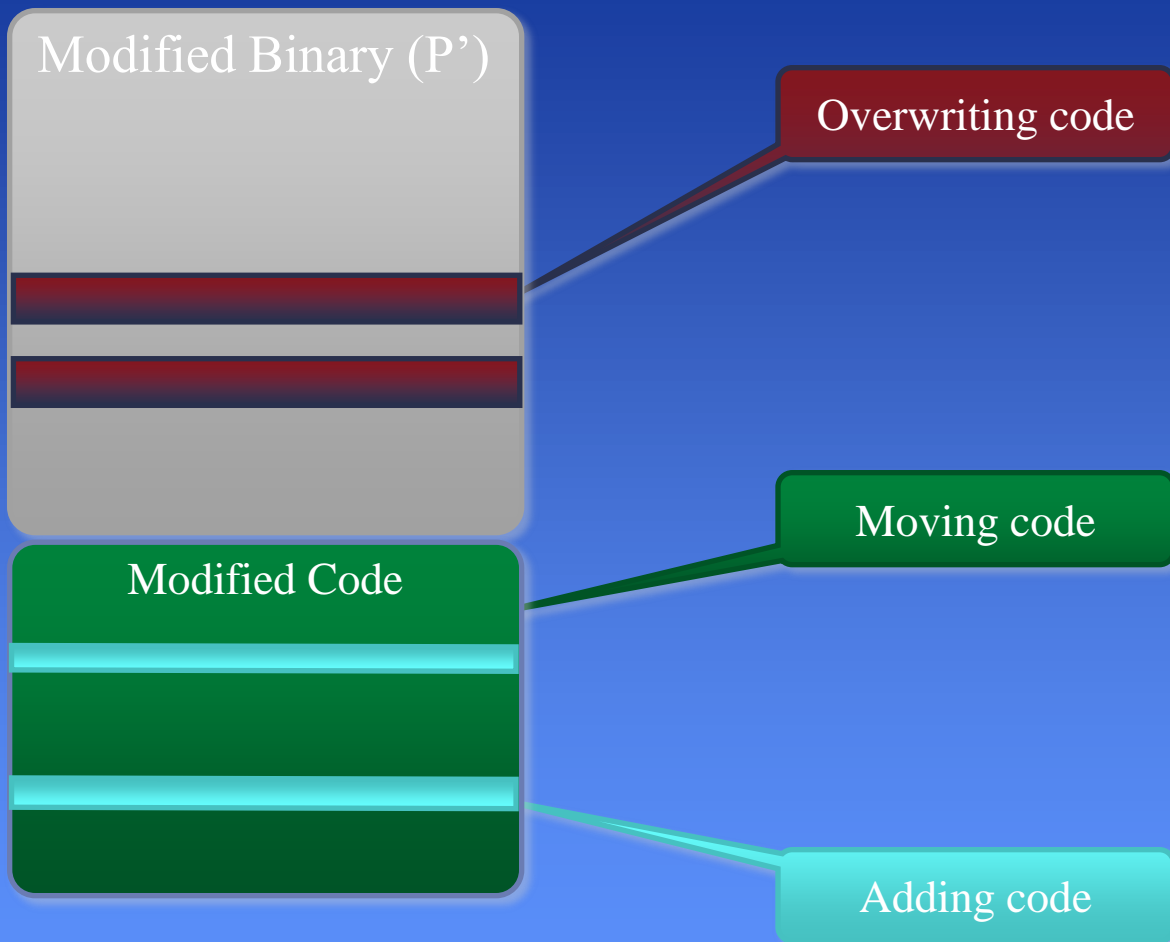 Modified Binary (P’)
Overwriting code
Moving code
Modified Code
Adding code